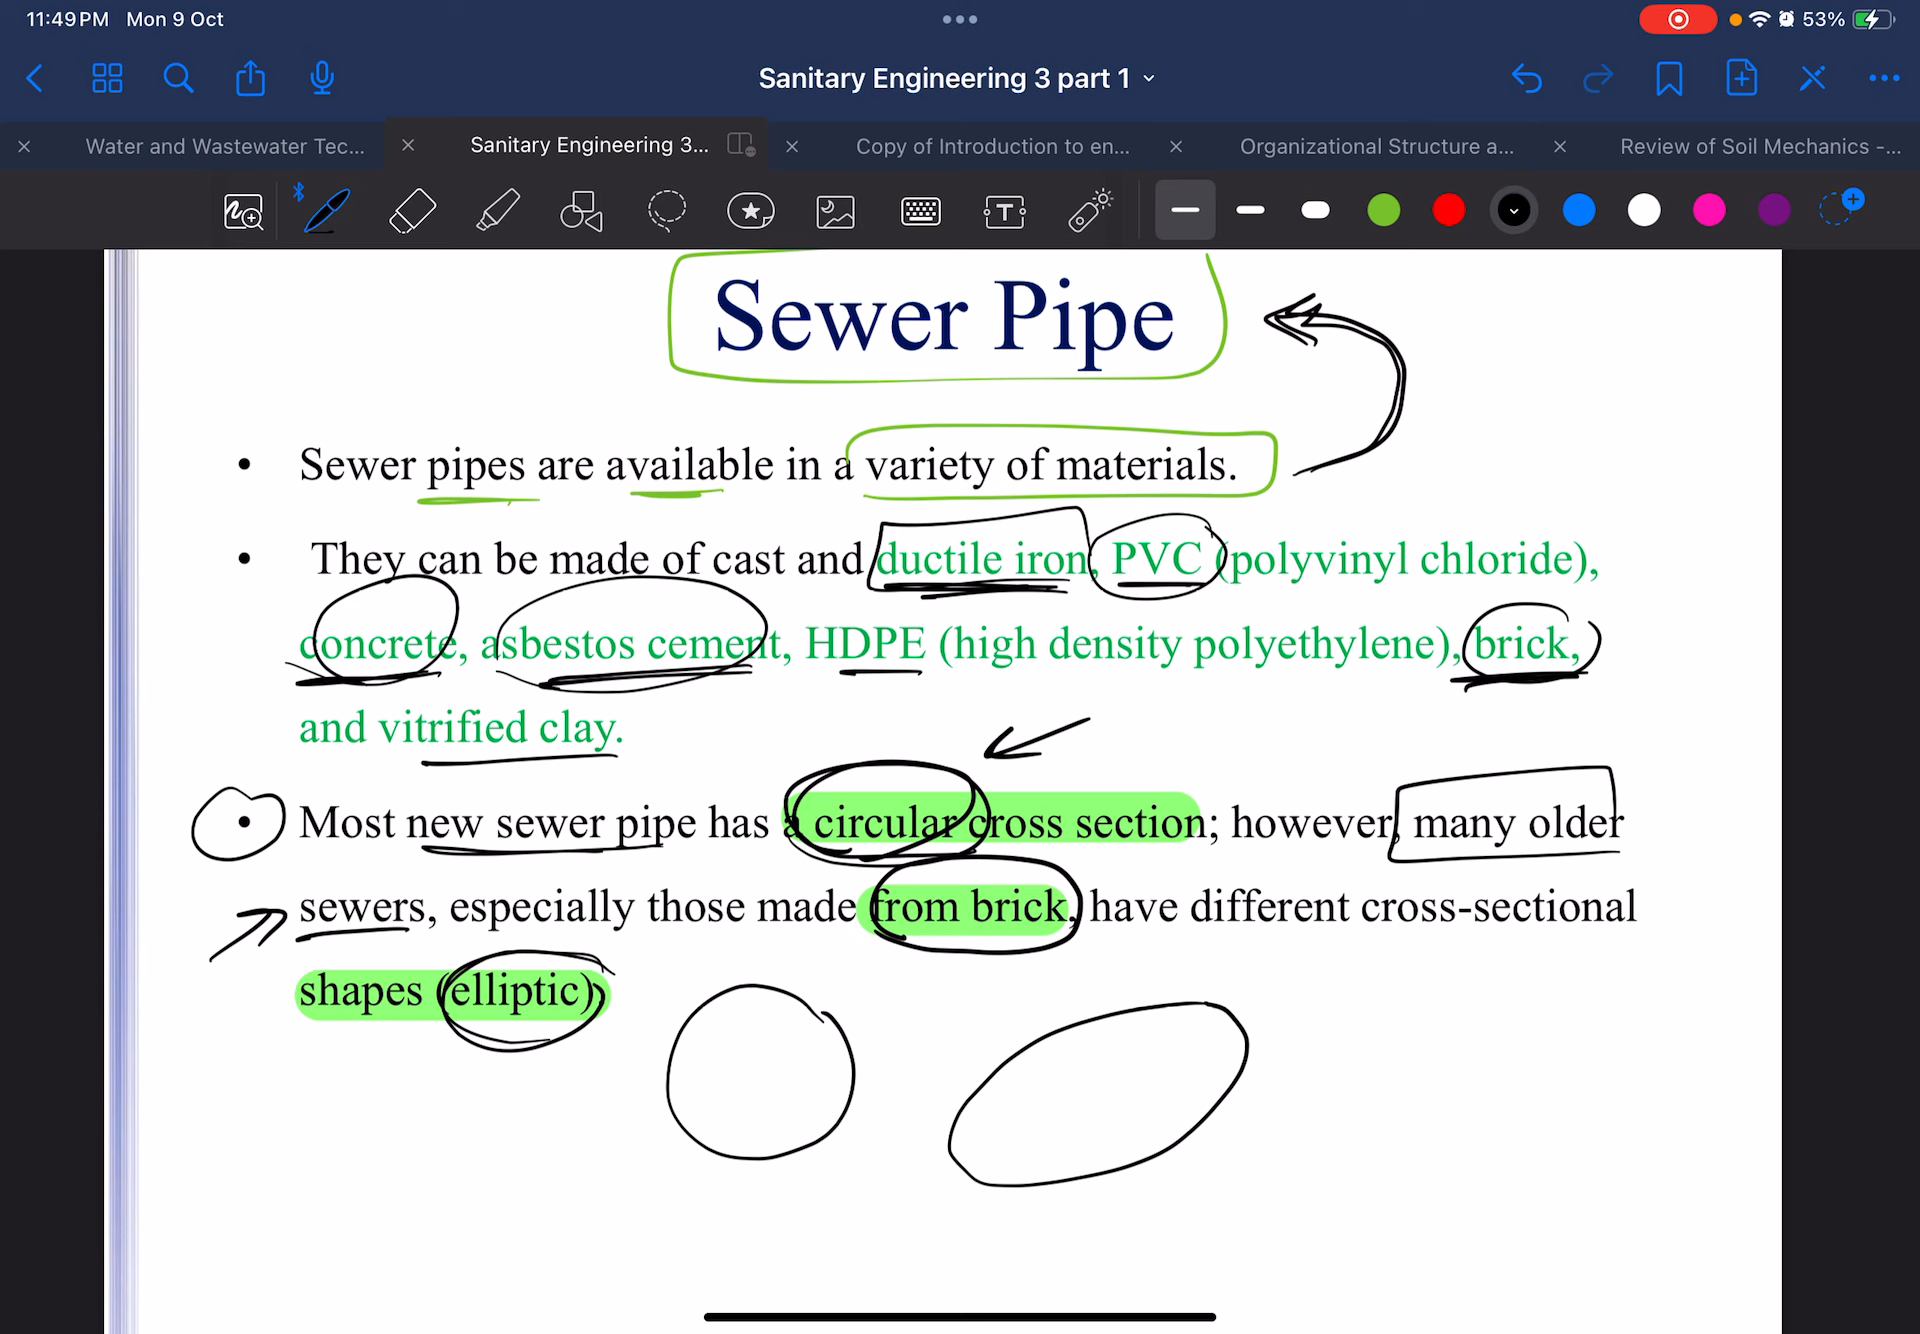 11:49 PM Mon 9 Oct
53%
Sanitary Engineering 3 part 1
Water and Wastewater Tec...
Sanitary Engineering 3...
Copy of Introduction to en...
Organizational Structure a...
Review of Soil Mechanics -...
Sewer Pipe
• Sewer pipes are available in a variety of materials.
• They can be made of cast and ductile iron, PVC (polyvinyl chloride),
concrete, asbestos cement, HDPE (high density polyethylene), brick,
and vitrified clay.
• Most new sewer pipe has a circular cross section; however, many older
sewers, especially those made from brick, have different cross-sectional
shapes (elliptic)